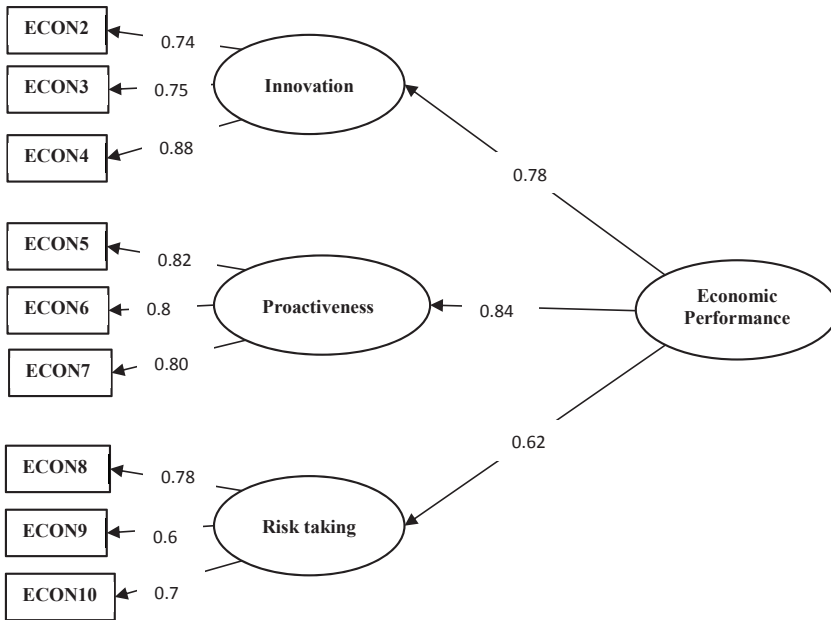 ECON2
0.74
ECON3
0.75
Innovation
ECON4
0.88
0.78
ECON5
0.82
ECON6
0.8
Proactiveness
0.84
Economic
Performance
ECON7
0.80
0.62
ECON8
0.78
ECON9
0.6
Risk taking
ECON10
0.7